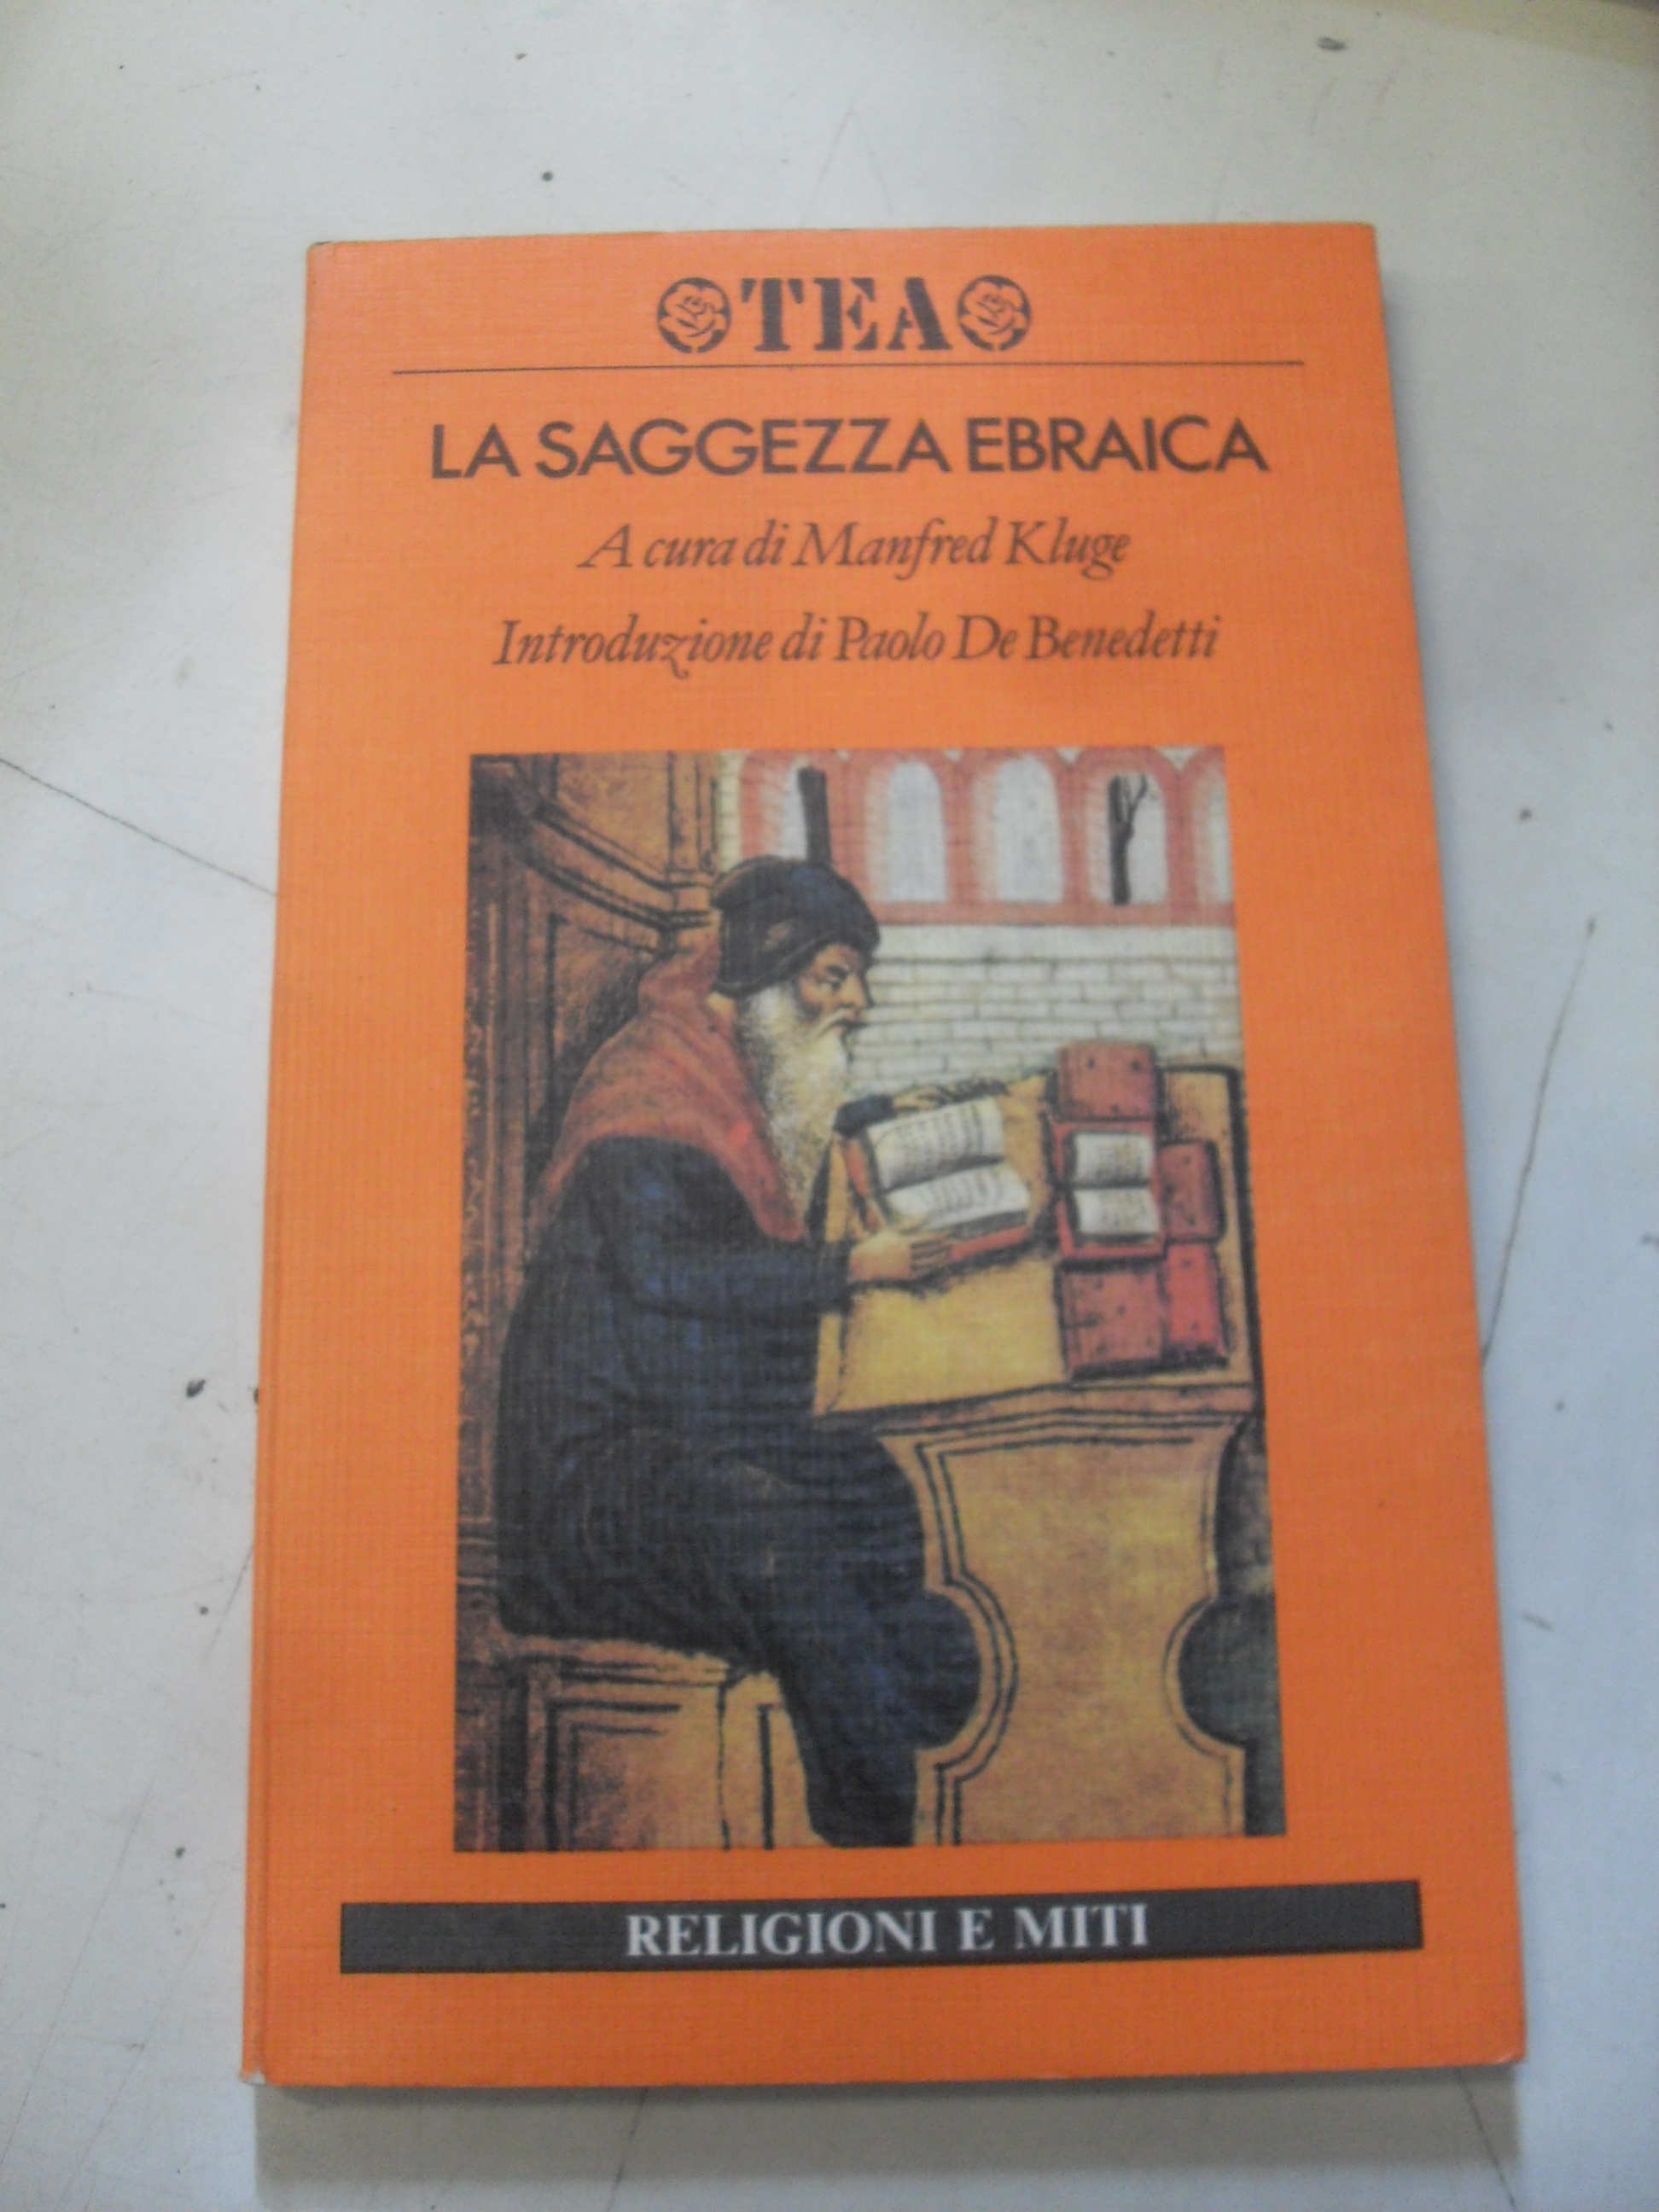 TEA
LA SAGGEZZA EBRAICA
A cura di Manfred Kluge
Introduzione di Paolo De Benedetti
RELIGIONI E MITI